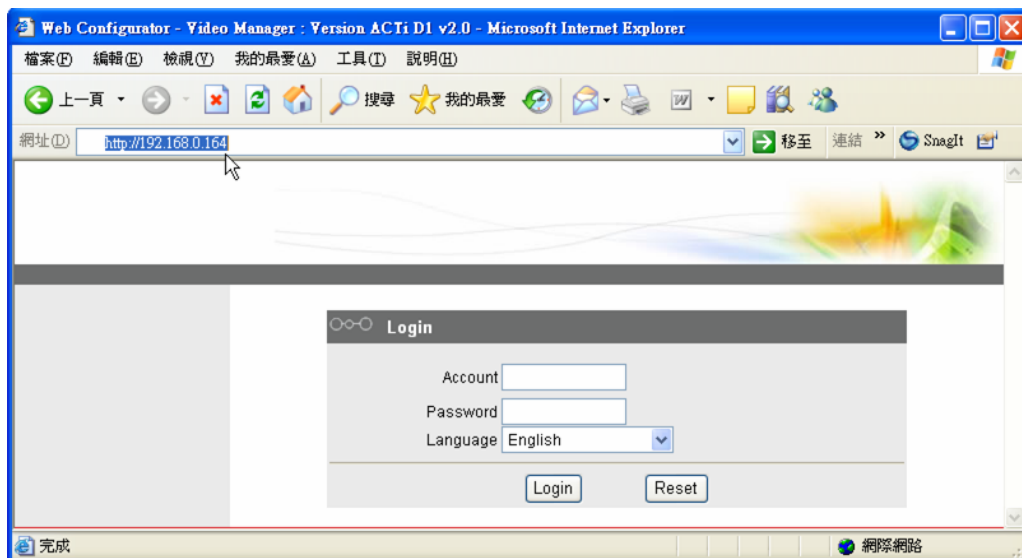 Web Configurator - Video Manager : Version ACTi D1 v2.0 - Microsoft Internet Explorer
檔案(F) 編輯(E) 檢視(V) 我的最愛(A) 工具(T) 說明(H)
上一頁 搜尋 我的最愛 W
網址(D) http://192.168.0.164 移至 連結 » SnagIt
Login
Account
Password
Language English
Login Reset
完成 網際網路